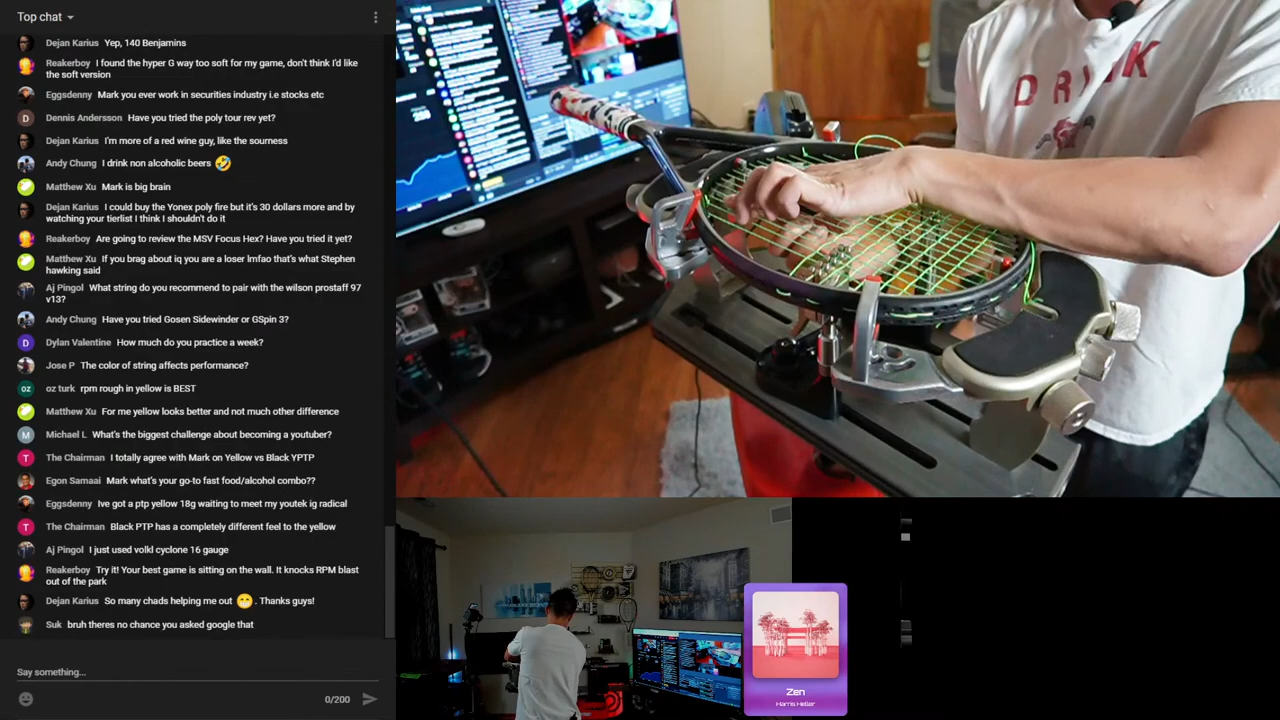 Top chat
Dejan Karius Yep, 140 Benjamins
Reakerboy I found the hyper G way too soft for my game, don't think I'd like
the soft version
Eggsdenny Mark you ever work in securities industry i.e stocks etc
D Dennis Andersson Have you tried the poly tour rev yet?
Dejan Karius I'm more of a red wine guy, like the sourness
Andy Chung I drink non alcoholic beers 🤣
Matthew Xu Mark is big brain
Dejan Karius I could buy the Yonex poly fire but it's 30 dollars more and by
watching your tierlist I think I shouldn't do it
Reakerboy Are going to review the MSV Focus Hex? Have you tried it yet?
Matthew Xu If you brag about iq you are a loser lmfao that's what Stephen
hawking said
Aj Pingol What string do you recommend to pair with the wilson prostaff 97
v13?
Andy Chung Have you tried Gosen Sidewinder or GSpin 3?
D Dylan Valentine How much do you practice a week?
Jose P The color of string affects performance?
oz oz turk rpm rough in yellow is BEST
Matthew Xu For me yellow looks better and not much other difference
M Michael L What's the biggest challenge about becoming a youtuber?
T The Chairman I totally agree with Mark on Yellow vs Black YPTP
Egon Samaai Mark what's your go-to fast food/alcohol combo??
Eggsdenny Ive got a ptp yellow 18g waiting to meet my youtek ig radical
T The Chairman Black PTP has a completely different feel to the yellow
Aj Pingol I just used volkl cyclone 16 gauge
Reakerboy Try it! Your best game is sitting on the wall. It knocks RPM blast
out of the park
Dejan Karius So many chads helping me out 😁. Thanks guys!
Suk bruh theres no chance you asked google that
Say something...
0/200
Zen
Harris Heller